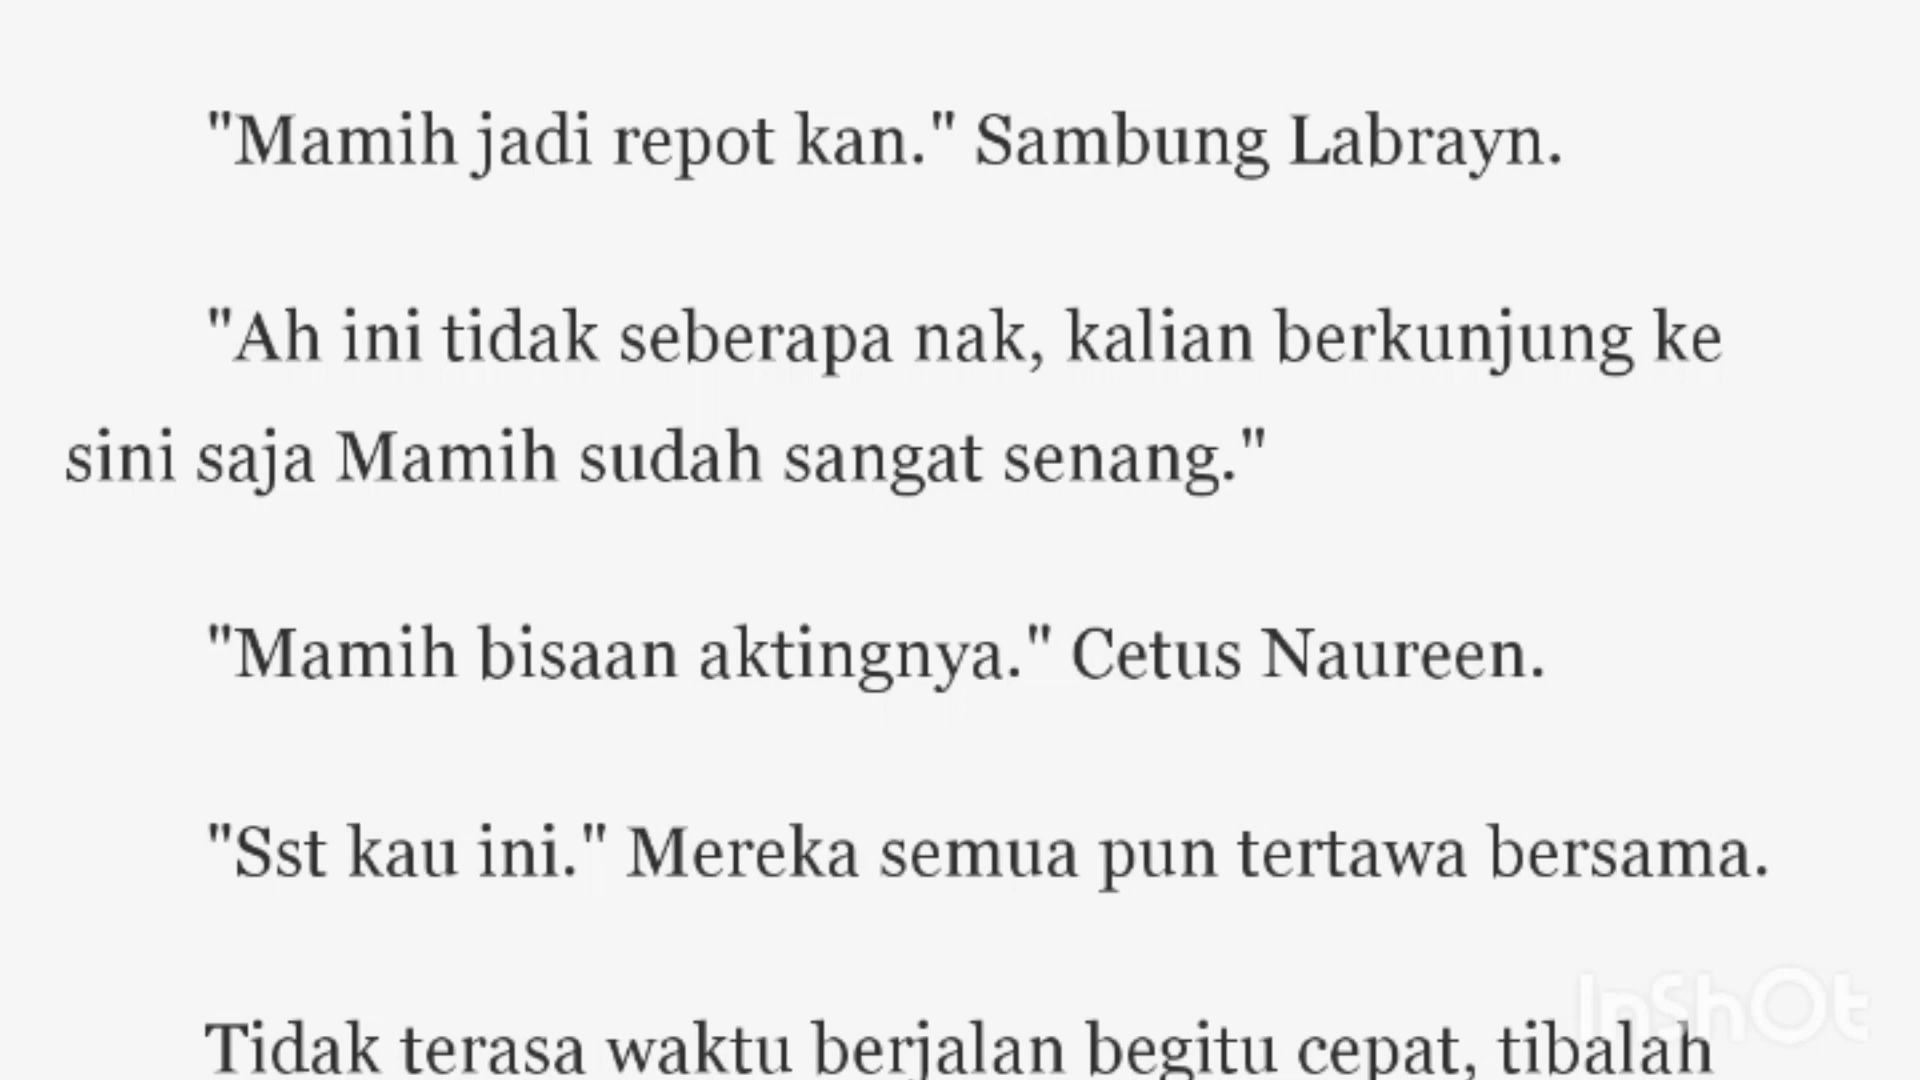 "Mamih jadi repot kan." Sambung Labrayn.
"Ah ini tidak seberapa nak, kalian berkunjung ke
sini saja Mamih sudah sangat senang."
"Mamih bisaan aktingnya." Cetus Naureen.
"Sst kau ini." Mereka semua pun tertawa bersama.
Tidak terasa waktu berjalan begitu cepat, tibalah
InShOt